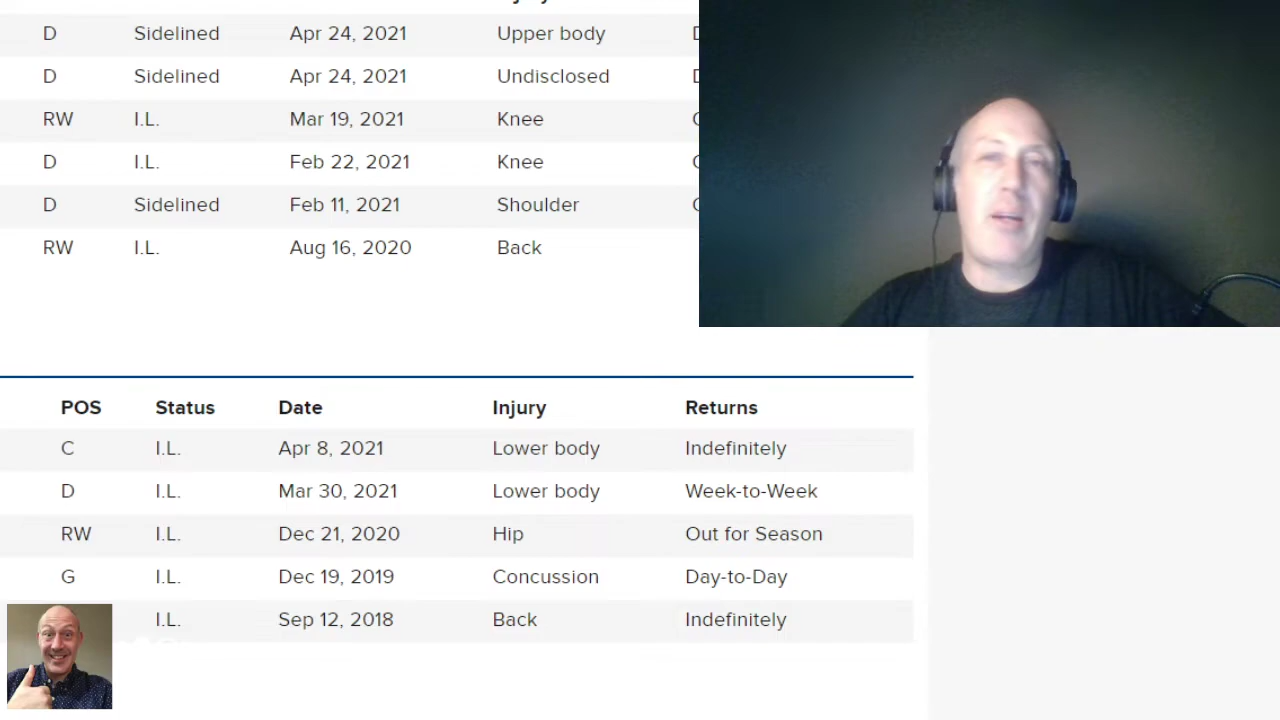 D Sidelined Apr 24, 2021 Upper body
D Sidelined Apr 24, 2021 Undisclosed
RW I.L. Mar 19, 2021 Knee
D I.L. Feb 22, 2021 Knee
D Sidelined Feb 11, 2021 Shoulder
RW I.L. Aug 16, 2020 Back
POS Status Date Injury Returns
C I.L. Apr 8, 2021 Lower body Indefinitely
D I.L. Mar 30, 2021 Lower body Week-to-Week
RW I.L. Dec 21, 2020 Hip Out for Season
G I.L. Dec 19, 2019 Concussion Day-to-Day
I.L. Sep 12, 2018 Back Indefinitely